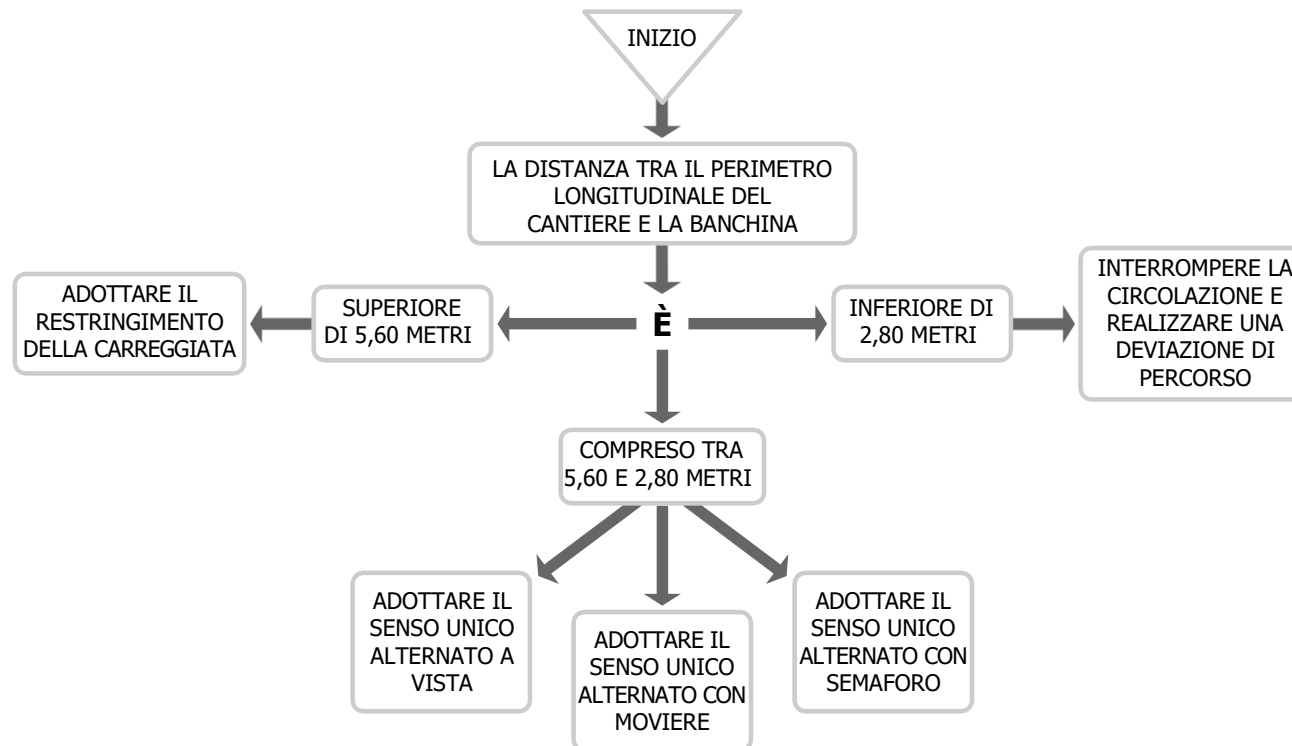 INIZIO
LA DISTANZA TRA IL PERIMETRO
LONGITUDINALE DEL
CANTIERE E LA BANCHINA
ADOTTARE IL
RESTRINGIMENTO
DELLA CARREGGIATA
SUPERIORE
DI 5,60 METRI
È
INFERIORE DI
2,80 METRI
INTERROMPERE LA
CIRCOLAZIONE E
REALIZZARE UNA
DEVIAZIONE DI
PERCORSO
COMPRESO TRA
5,60 E 2,80 METRI
ADOTTARE IL
SENSO UNICO
ALTERNATO A
VISTA
ADOTTARE IL
SENSO UNICO
ALTERNATO CON
MOVIERE
ADOTTARE IL
SENSO UNICO
ALTERNATO CON
SEMAFORO